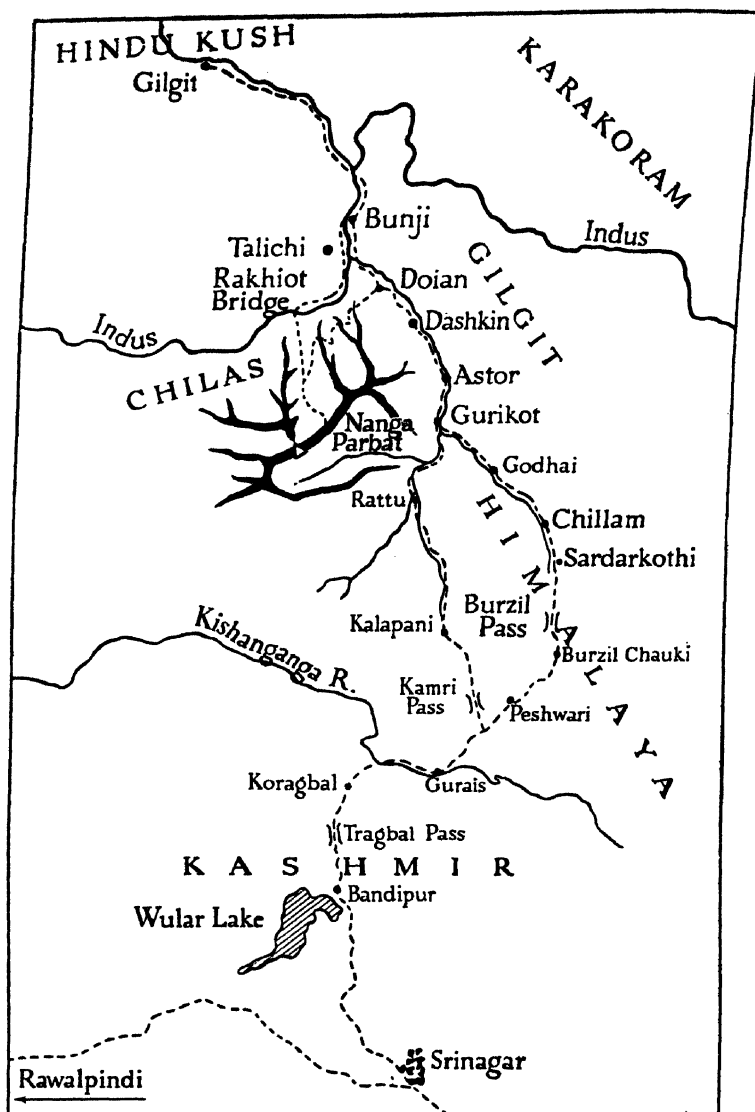 HINDU KUSH
KARAKORAM
Gilgit
Bunji
Indus
Talichi
GILGIT
Rakhiot
Bridge
Doian
Indus
Dashkin
CHILAS
Astor
Nanga
Parbat
Gurikot
Godhai
Rattu
HIMALAYA
Chillam
Sardarkothi
Burzil
Pass
Kishanganga R.
Kalapani
Burzil Chauki
Kamri
Pass
Peshwari
Koragbal
Gurais
Tragbal Pass
KASHMIR
Bandipur
Wular Lake
Srinagar
Rawalpindi